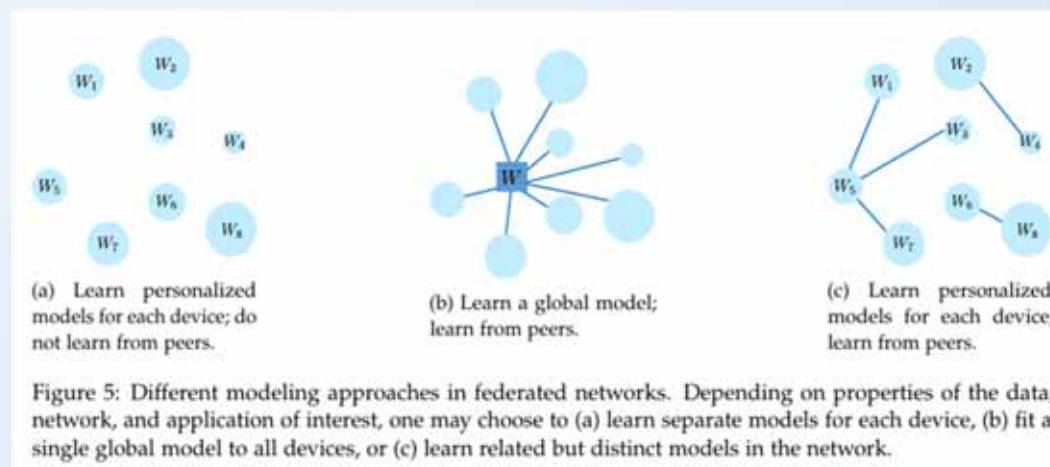 W₁
W₂
W₃
W₄
W₅
W₆
W₇
W₈
(a) Learn personalized
models for each device; do
not learn from peers.
W
(b) Learn a global model;
learn from peers.
W₁
W₂
W₃
W₄
W₅
W₆
W₇
W₈
(c) Learn personalized
models for each device;
learn from peers.
Figure 5: Different modeling approaches in federated networks. Depending on properties of the data,
network, and application of interest, one may choose to (a) learn separate models for each device, (b) fit a
single global model to all devices, or (c) learn related but distinct models in the network.